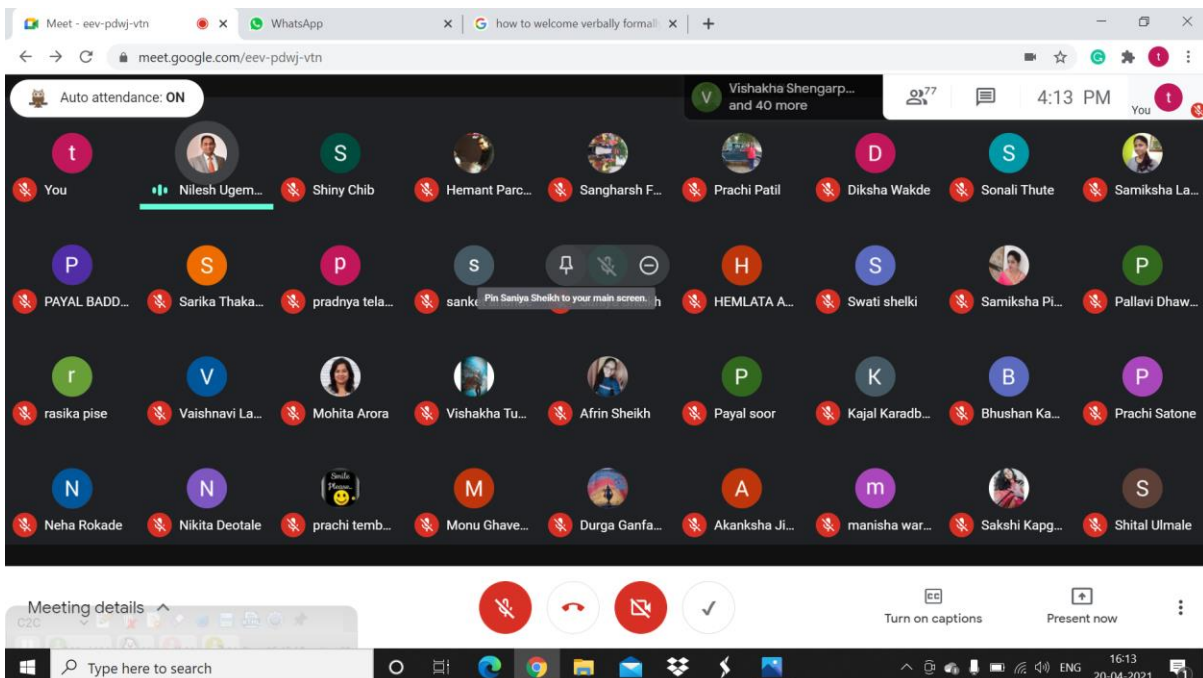 Meet - eev-pdwj-vtn
WhatsApp
how to welcome verbally formall
meet.google.com/eev-pdwj-vtn
t
Auto attendance: ON
V
Vishakha Shengarp...
and 40 more
77
4:13 PM
You
t
t
S
D
S
You
Nilesh Ugem...
Shiny Chib
Hemant Parc...
Sangharsh F...
Prachi Patil
Diksha Wakde
Sonali Thute
Samiksha La...
P
S
p
s
H
S
P
Pin Saniya Sheikh to your main screen.
PAYAL BADD...
Sarika Thaka...
pradnya tela...
sanke
h
HEMLATA A...
Swati shelki
Samiksha Pi...
Pallavi Dhaw...
r
V
P
K
B
P
rasika pise
Vaishnavi La...
Mohita Arora
Vishakha Tu...
Afrin Sheikh
Payal soor
Kajal Karadb...
Bhushan Ka...
Prachi Satone
N
N
Smile
Please..
M
A
m
S
Neha Rokade
Nikita Deotale
prachi temb...
Monu Ghave...
Durga Ganfa...
Akanksha Ji...
manisha war...
Sakshi Kapg...
Shital Ulmale
Meeting details
C2C
CC
Turn on captions
Present now
Type here to search
ENG
16:13
20-04-2021